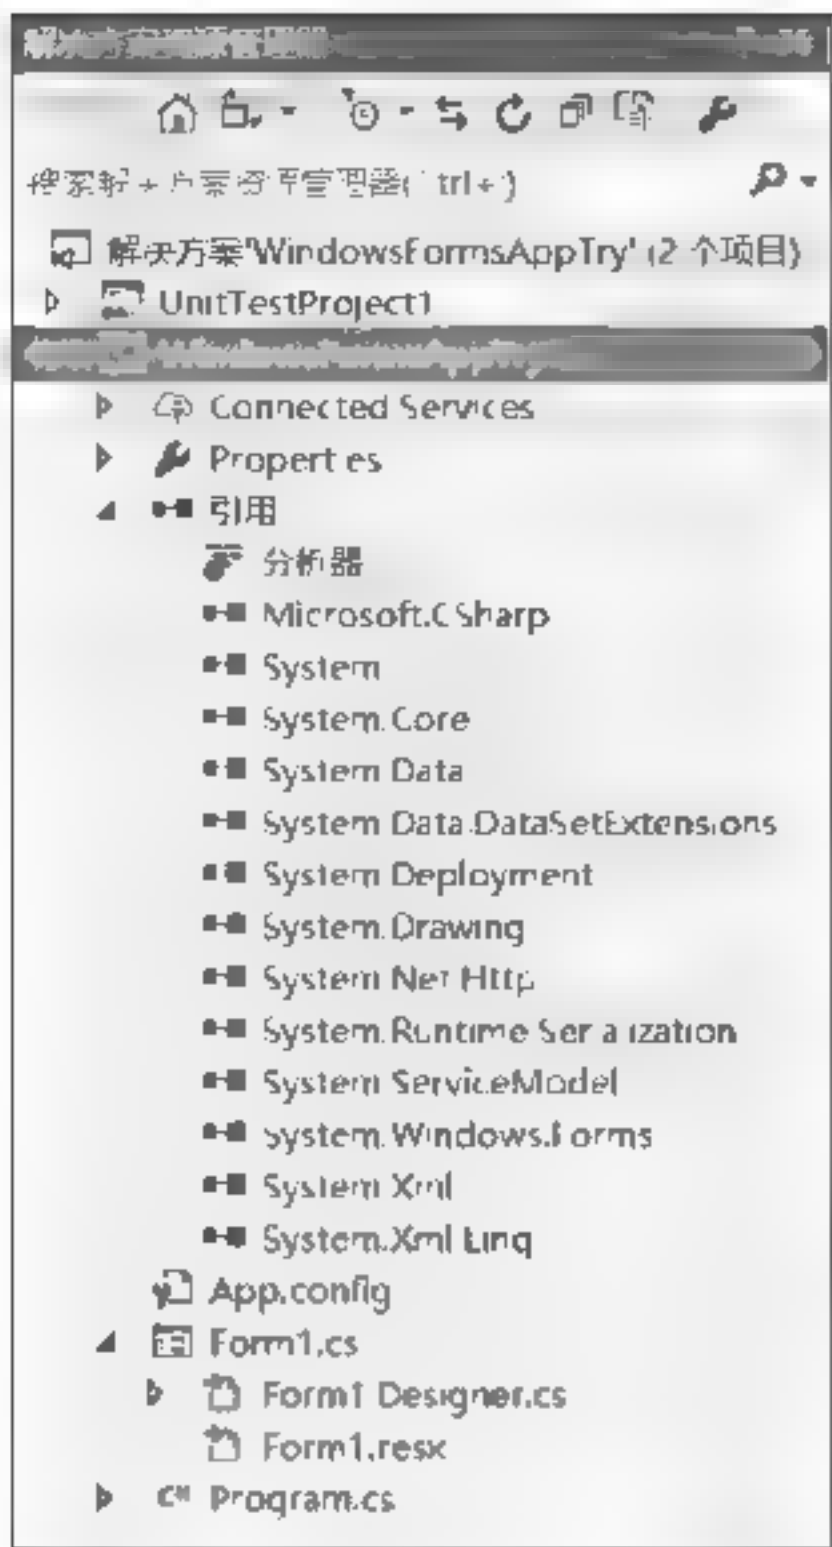 解决方案'WindowsFormsAppTry' (2 个项目)
UnitTestProject1
Connected Services
Properties
引用
分析器
Microsoft.CSharp
System
System.Core
System.Data
System.Data.DataSetExtensions
System.Deployment
System.Drawing
System.Net.Http
System.Runtime.Serialization
System.ServiceModel
System.Windows.Forms
System.Xml
System.Xml.Linq
App.config
Form1.cs
Form1.Designer.cs
Form1.resx
C# Program.cs